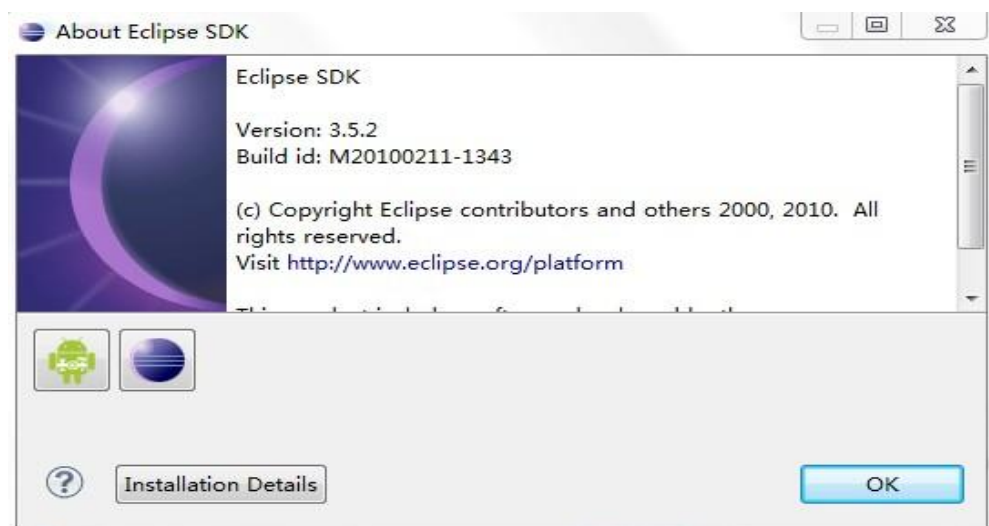 About Eclipse SDK
Eclipse SDK
Version: 3.5.2
Build id: M20100211-1343
(c) Copyright Eclipse contributors and others 2000, 2010. All
rights reserved.
Visit http://www.eclipse.org/platform
Installation Details
OK